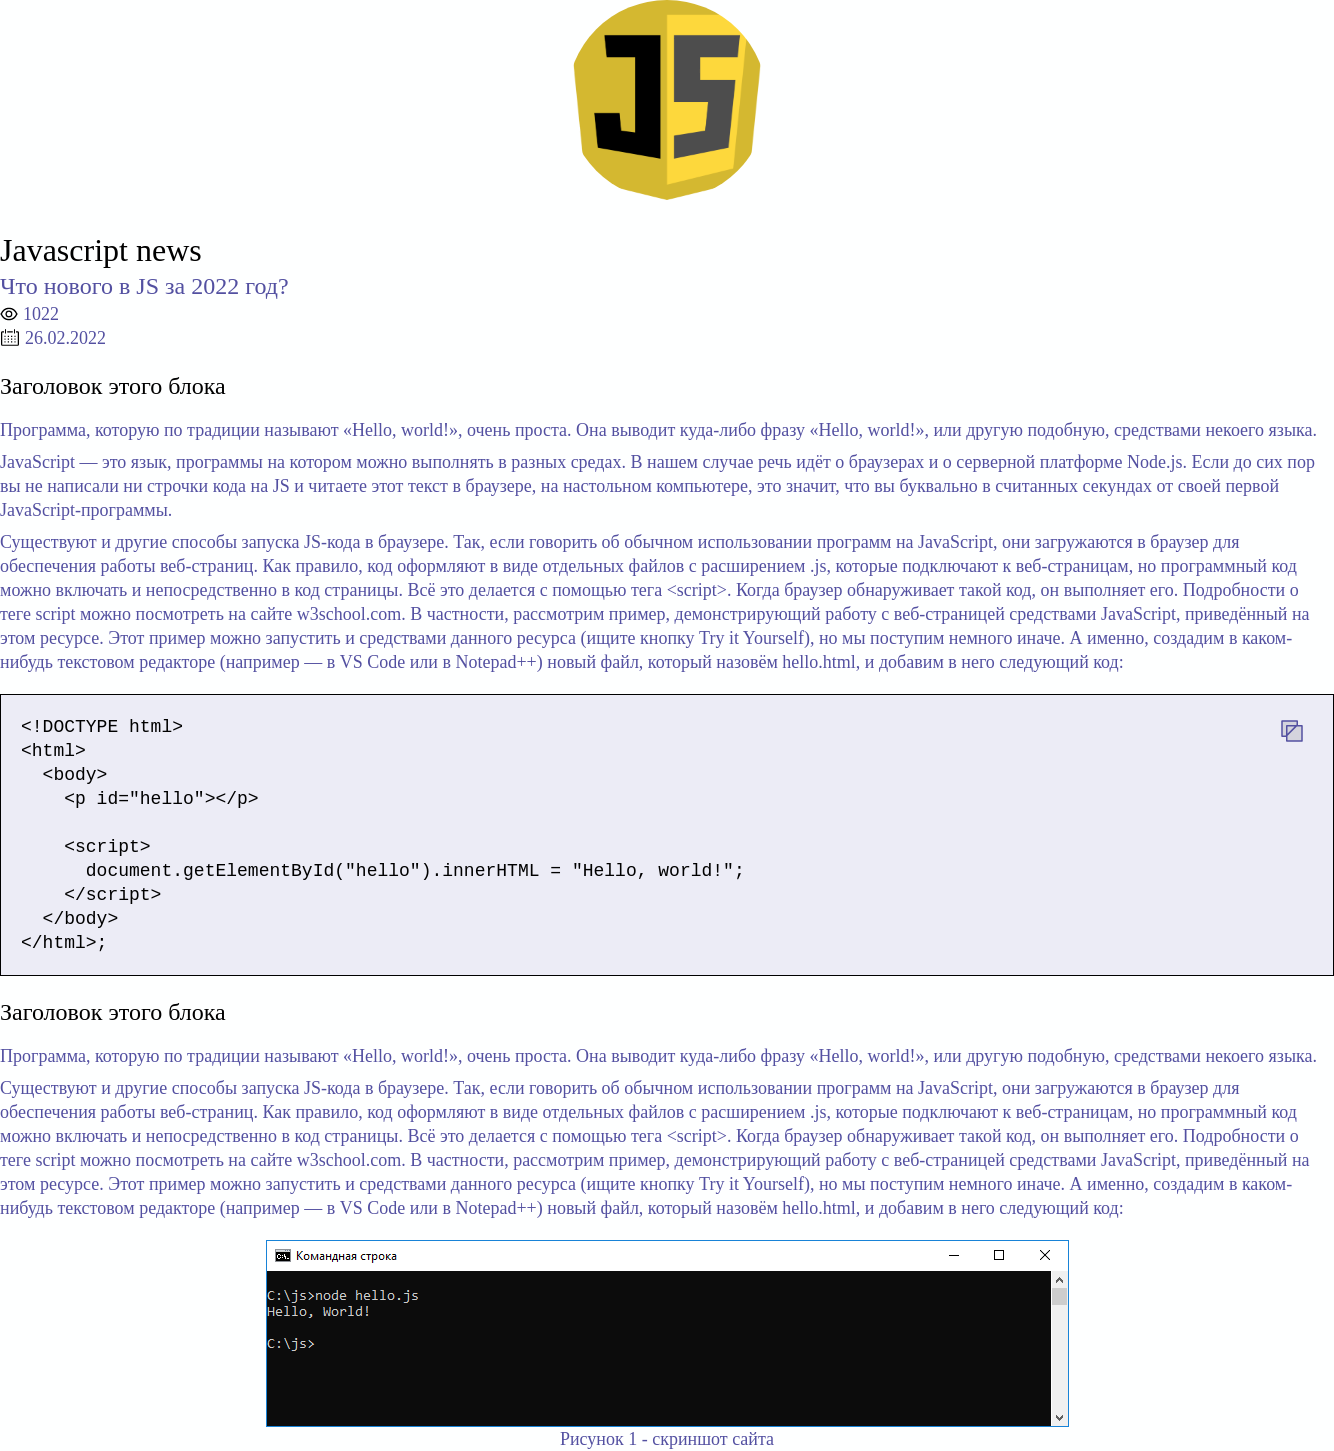 JS
Javascript news
Что нового в JS за 2022 год?
1022
26.02.2022
Заголовок этого блока
Программа, которую по традиции называют «Hello, world!», очень проста. Она выводит куда-либо фразу «Hello, world!», или другую подобную, средствами некоего языка.
JavaScript — это язык, программы на котором можно выполнять в разных средах. В нашем случае речь идёт о браузерах и о серверной платформе Node.js. Если до сих пор
вы не написали ни строчки кода на JS и читаете этот текст в браузере, на настольном компьютере, это значит, что вы буквально в считанных секундах от своей первой
JavaScript-программы.
Существуют и другие способы запуска JS-кода в браузере. Так, если говорить об обычном использовании программ на JavaScript, они загружаются в браузер для
обеспечения работы веб-страниц. Как правило, код оформляют в виде отдельных файлов с расширением .js, которые подключают к веб-страницам, но программный код
можно включать и непосредственно в код страницы. Всё это делается с помощью тега <script>. Когда браузер обнаруживает такой код, он выполняет его. Подробности о
теге script можно посмотреть на сайте w3school.com. В частности, рассмотрим пример, демонстрирующий работу с веб-страницей средствами JavaScript, приведённый на
этом ресурсе. Этот пример можно запустить и средствами данного ресурса (ищите кнопку Try it Yourself), но мы поступим немного иначе. А именно, создадим в каком-
нибудь текстовом редакторе (например — в VS Code или в Notepad++) новый файл, который назовём hello.html, и добавим в него следующий код:
<!DOCTYPE html>
<html>
  <body>
    <p id="hello"></p>
    <script>
      document.getElementById("hello").innerHTML = "Hello, world!";
    </script>
  </body>
</html>;
Заголовок этого блока
Программа, которую по традиции называют «Hello, world!», очень проста. Она выводит куда-либо фразу «Hello, world!», или другую подобную, средствами некоего языка.
Существуют и другие способы запуска JS-кода в браузере. Так, если говорить об обычном использовании программ на JavaScript, они загружаются в браузер для
обеспечения работы веб-страниц. Как правило, код оформляют в виде отдельных файлов с расширением .js, которые подключают к веб-страницам, но программный код
можно включать и непосредственно в код страницы. Всё это делается с помощью тега <script>. Когда браузер обнаруживает такой код, он выполняет его. Подробности о
теге script можно посмотреть на сайте w3school.com. В частности, рассмотрим пример, демонстрирующий работу с веб-страницей средствами JavaScript, приведённый на
этом ресурсе. Этот пример можно запустить и средствами данного ресурса (ищите кнопку Try it Yourself), но мы поступим немного иначе. А именно, создадим в каком-
нибудь текстовом редакторе (например — в VS Code или в Notepad++) новый файл, который назовём hello.html, и добавим в него следующий код:
Командная строка
C:\js>node hello.js
Hello, World!
C:\js>
Рисунок 1 - скриншот сайта